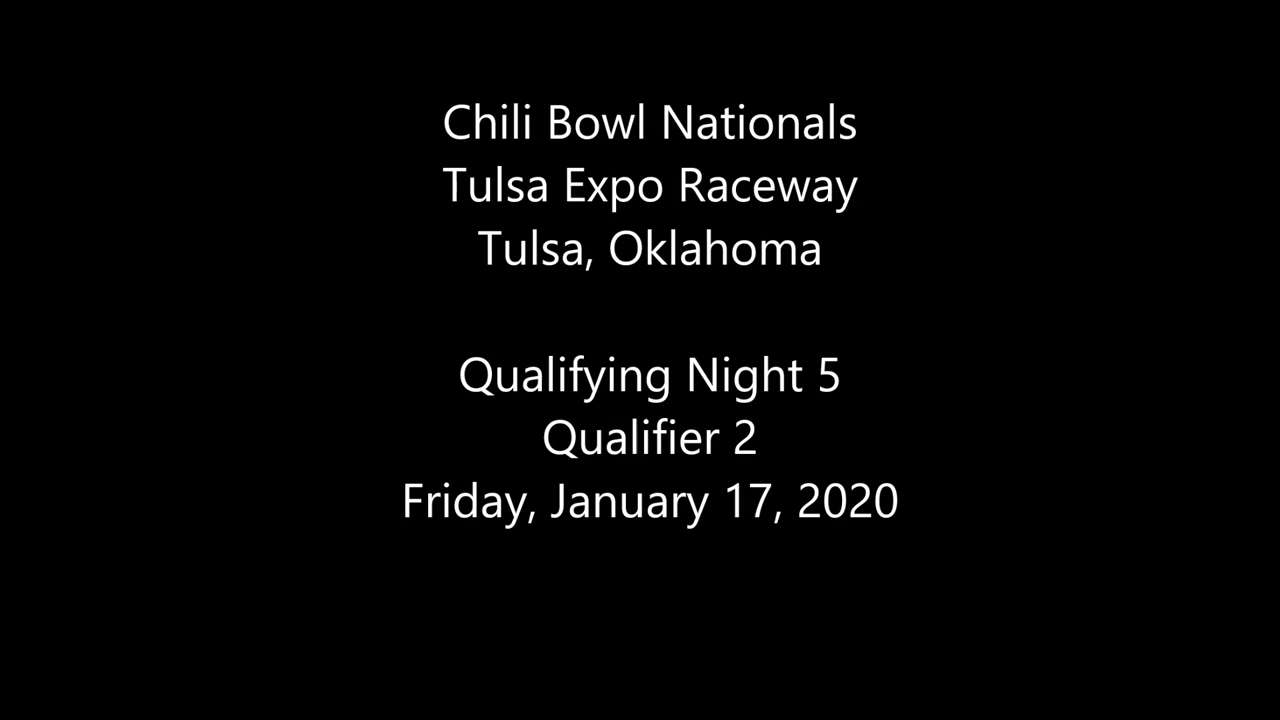 Chili Bowl Nationals
Tulsa Expo Raceway
Tulsa, Oklahoma
Qualifying Night 5
Qualifier 2
Friday, January 17, 2020